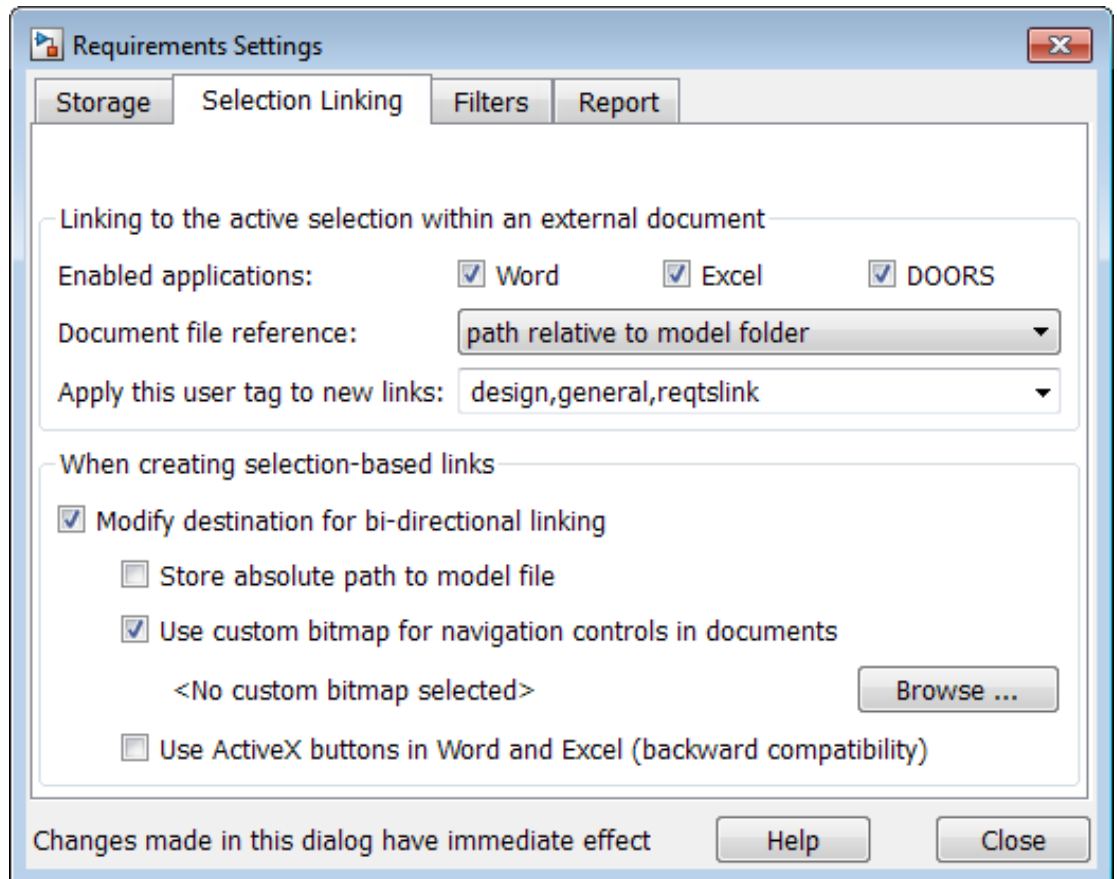 Requirements Settings
Storage Selection Linking Filters Report
Linking to the active selection within an external document
Enabled applications: Word Excel DOORS
Document file reference: path relative to model folder
Apply this user tag to new links: design,general,reqtslink
When creating selection-based links
Modify destination for bi-directional linking
Store absolute path to model file
Use custom bitmap for navigation controls in documents
<No custom bitmap selected> Browse ...
Use ActiveX buttons in Word and Excel (backward compatibility)
Changes made in this dialog have immediate effect Help Close